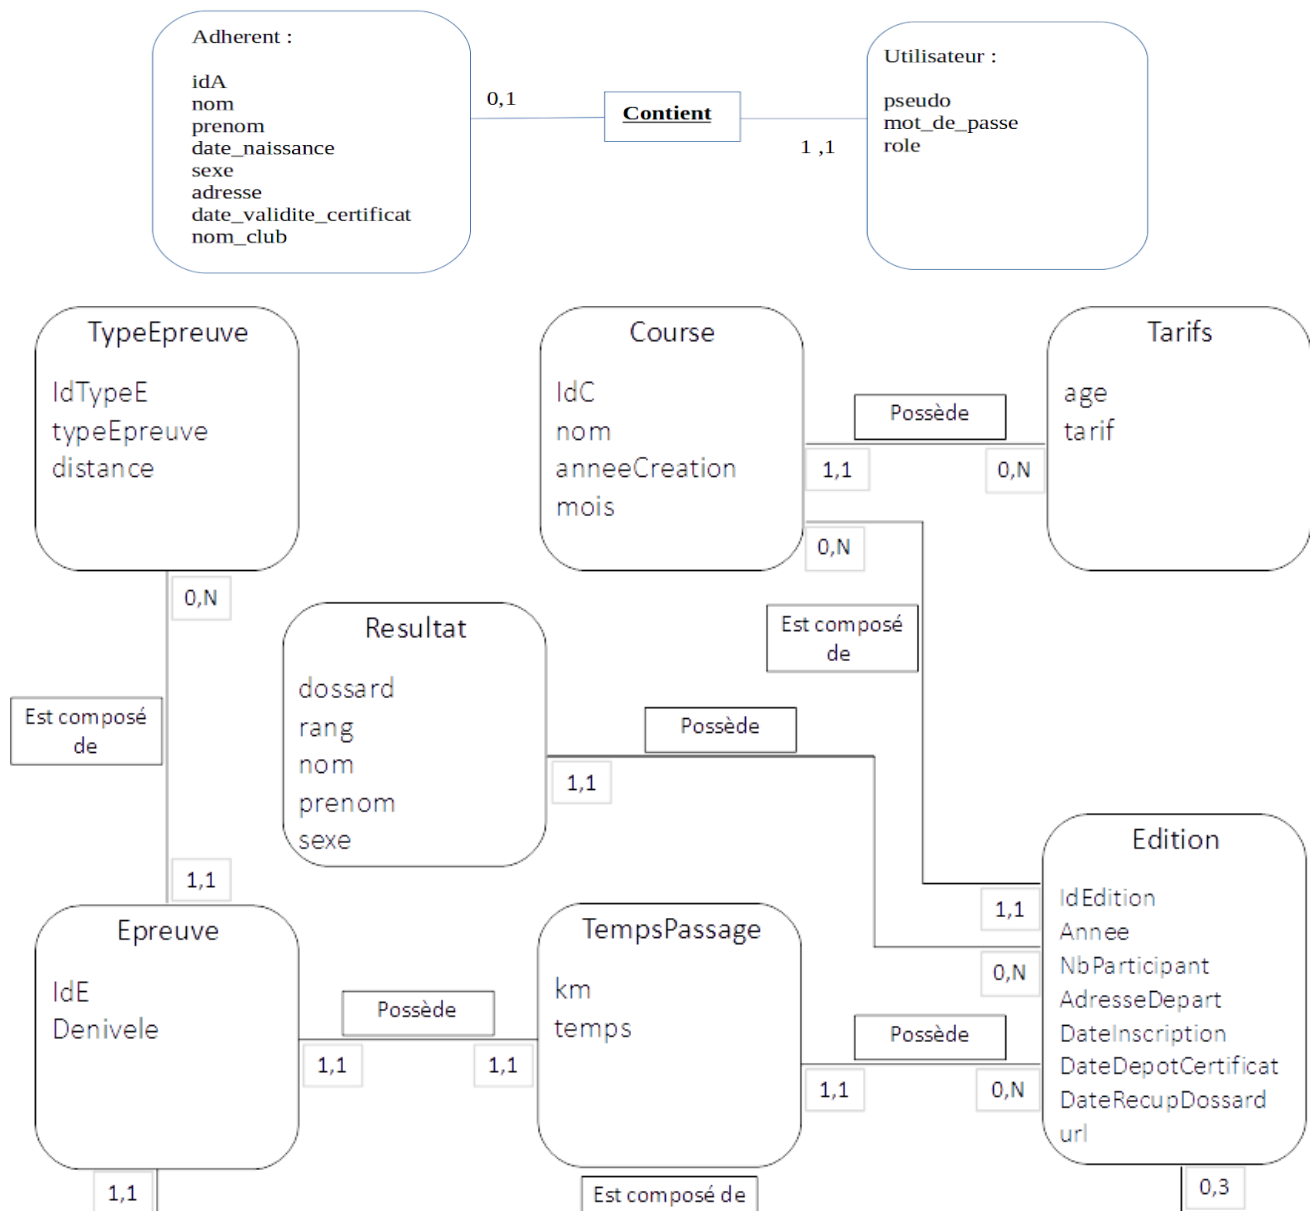 Adherent :
idA
nom
prenom
date_naissance
sexe
adresse
date_validite_certificat
nom_club
0,1
Contient
1 ,1
Utilisateur :
pseudo
mot_de_passe
role
TypeEpreuve
IdTypeE
typeEpreuve
distance
0,N
Est composé
de
1,1
Course
IdC
nom
anneeCreation
mois
Possède
1,1
0,N
Tarifs
age
tarif
0,N
Est composé
de
1,1
Resultat
dossard
rang
nom
prenom
sexe
Possède
1,1
0,N
Edition
IdEdition
Annee
NbParticipant
AdresseDepart
DateInscription
DateDepotCertificat
DateRecupDossard
url
Epreuve
IdE
Denivele
Possède
1,1
1,1
TempsPassage
km
temps
Possède
1,1
0,N
1,1
Est composé de
0,3